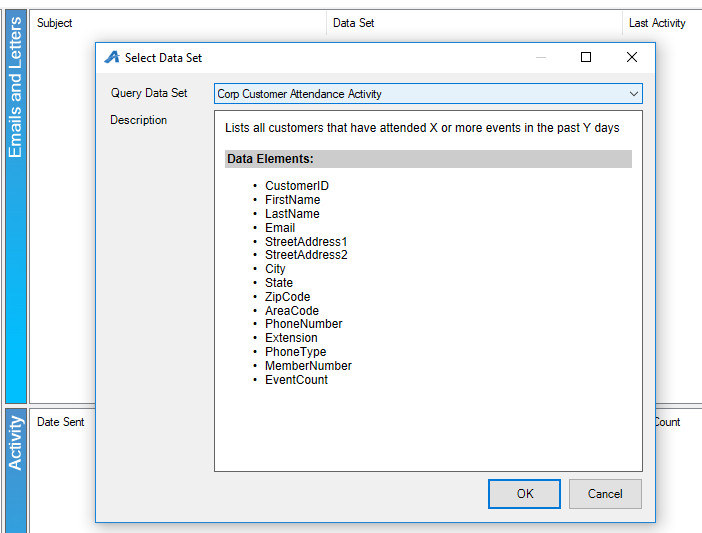 Emails and Letters
Subject
Data Set
Last Activity
Select Data Set
Query Data Set
Corp Customer Attendance Activity
Description
Lists all customers that have attended X or more events in the past Y days
Data Elements:
• CustomerID
• FirstName
• LastName
• Email
• StreetAddress1
• StreetAddress2
• City
• State
• ZipCode
• AreaCode
• PhoneNumber
• Extension
• PhoneType
• MemberNumber
• EventCount
Activity
Date Sent
Count
OK
Cancel